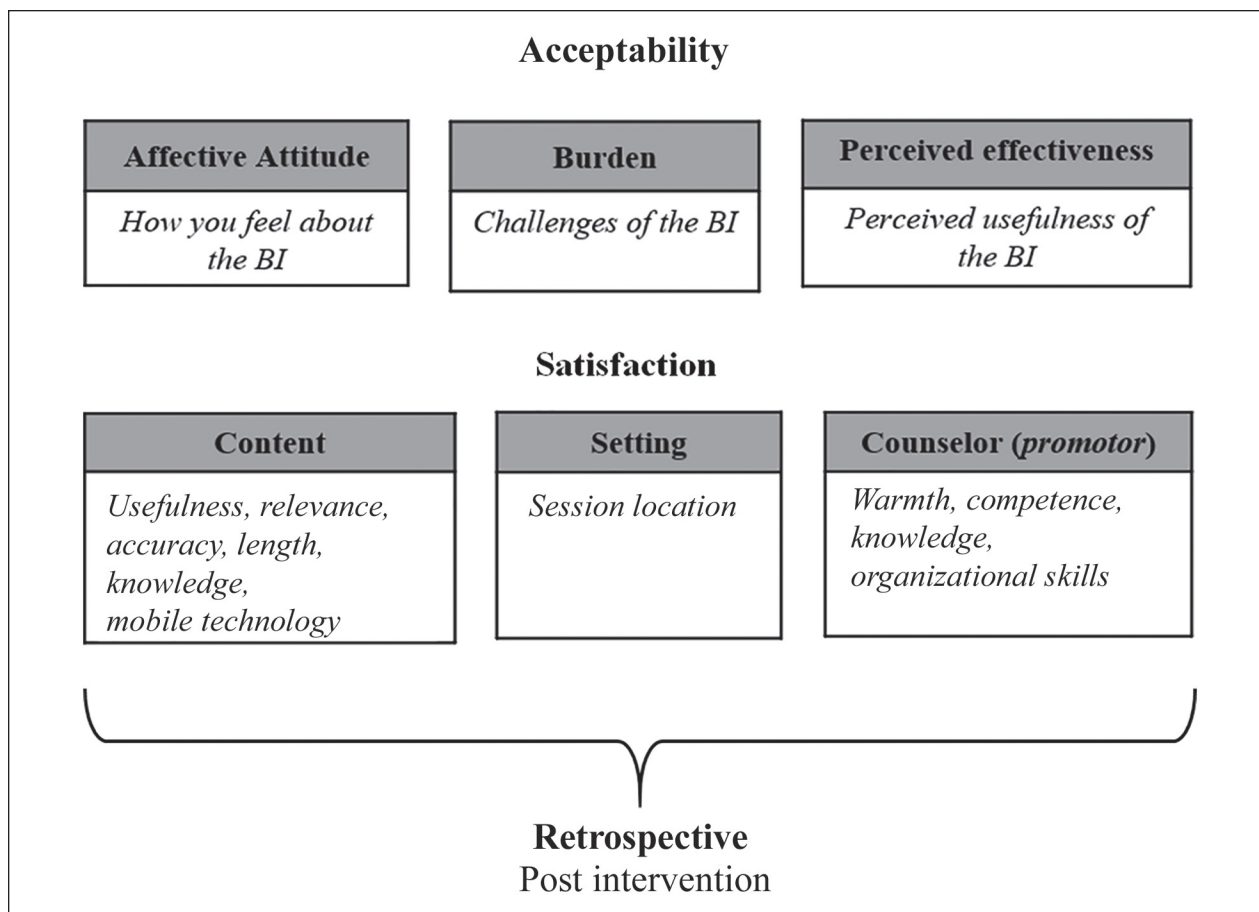 Acceptability
Affective Attitude
How you feel about
the BI
Burden
Challenges of the BI
Perceived effectiveness
Perceived usefulness of
the BI
Satisfaction
Content
Usefulness, relevance,
accuracy, length,
knowledge,
mobile technology
Setting
Session location
Counselor (promotor)
Warmth, competence,
knowledge,
organizational skills
Retrospective
Post intervention